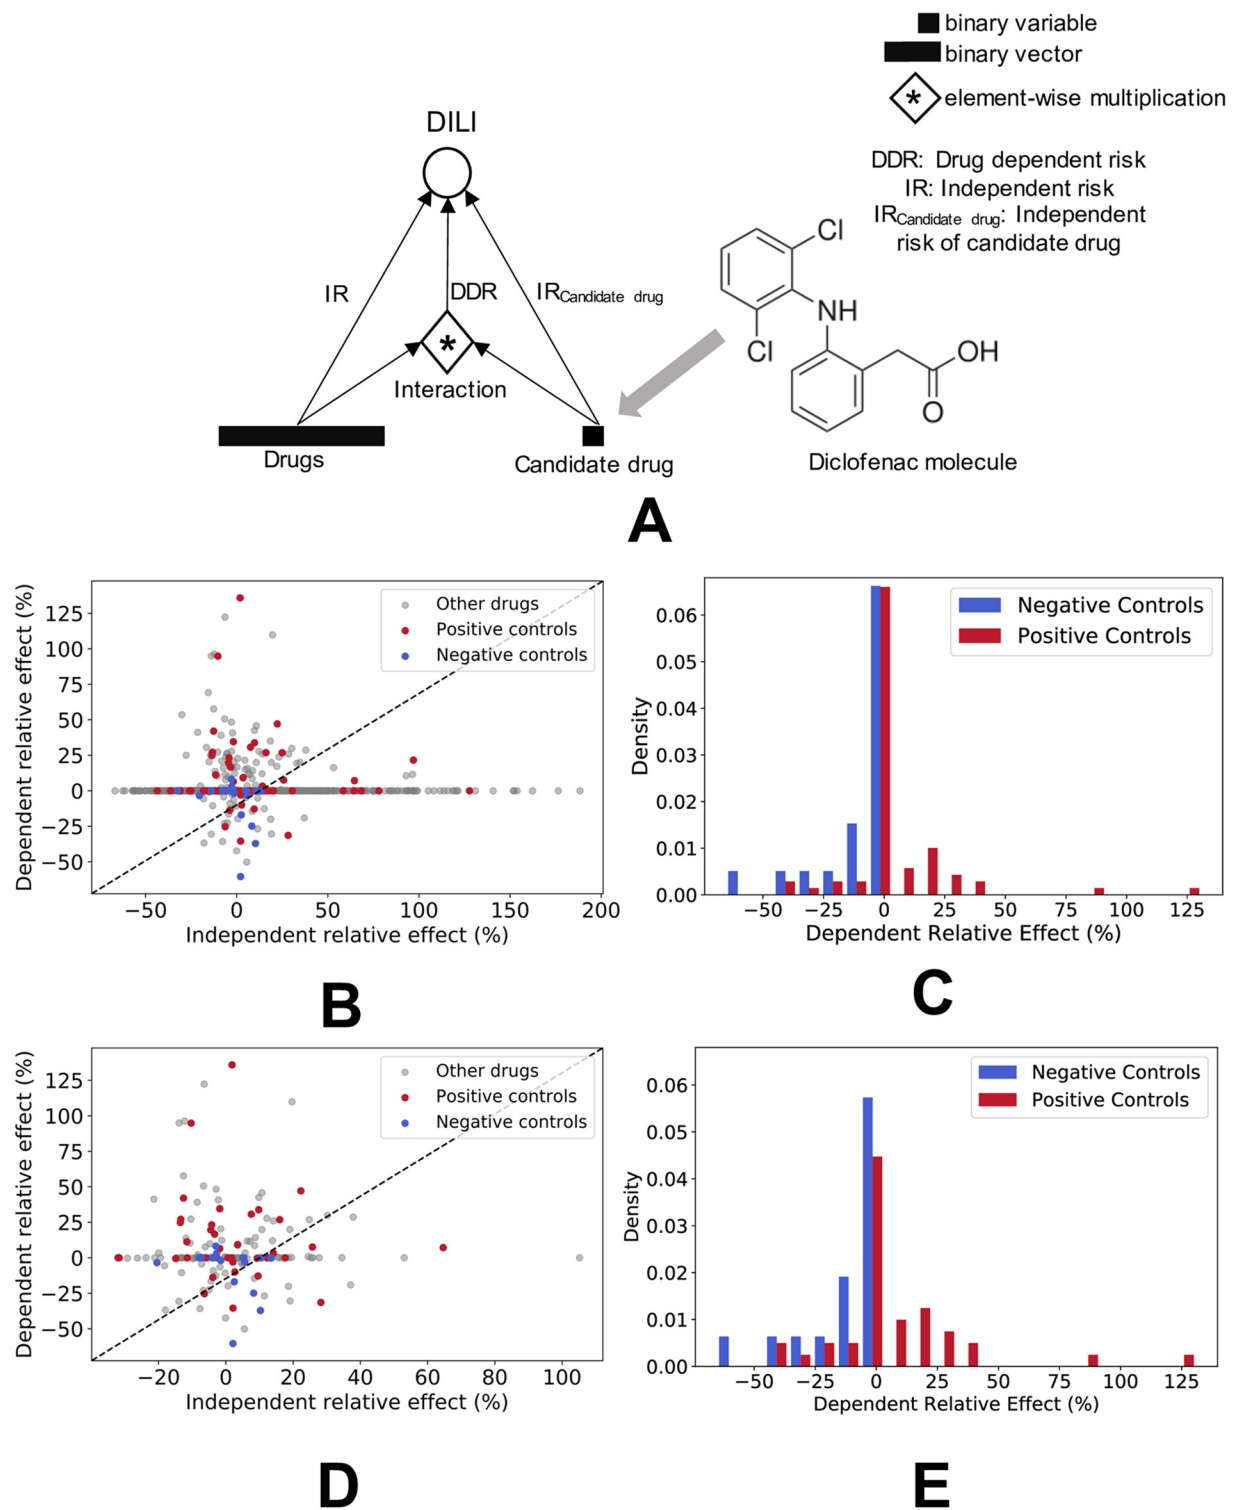 binary variable
binary vector
* element-wise multiplication
DILI
DDR: Drug dependent risk
IR: Independent risk
IRCandidate drug: Independent
risk of candidate drug
Cl
IR
DDR
IRCandidate drug
NH
*
Cl
OH
Interaction
O
Drugs
Candidate drug
Diclofenac molecule
A
Dependent relative effect (%)
125
100
75
50
25
0
−25
−50
Other drugs
Positive controls
Negative controls
−50 0 50 100 150 200
Independent relative effect (%)
B
Density
0.06
0.05
0.04
0.03
0.02
0.01
0.00
Negative Controls
Positive Controls
−50 −25 0 25 50 75 100 125
Dependent Relative Effect (%)
C
Dependent relative effect (%)
125
100
75
50
25
0
−25
−50
Other drugs
Positive controls
Negative controls
−20 0 20 40 60 80 100
Independent relative effect (%)
D
Density
0.06
0.05
0.04
0.03
0.02
0.01
0.00
Negative Controls
Positive Controls
−50 −25 0 25 50 75 100 125
Dependent Relative Effect (%)
E